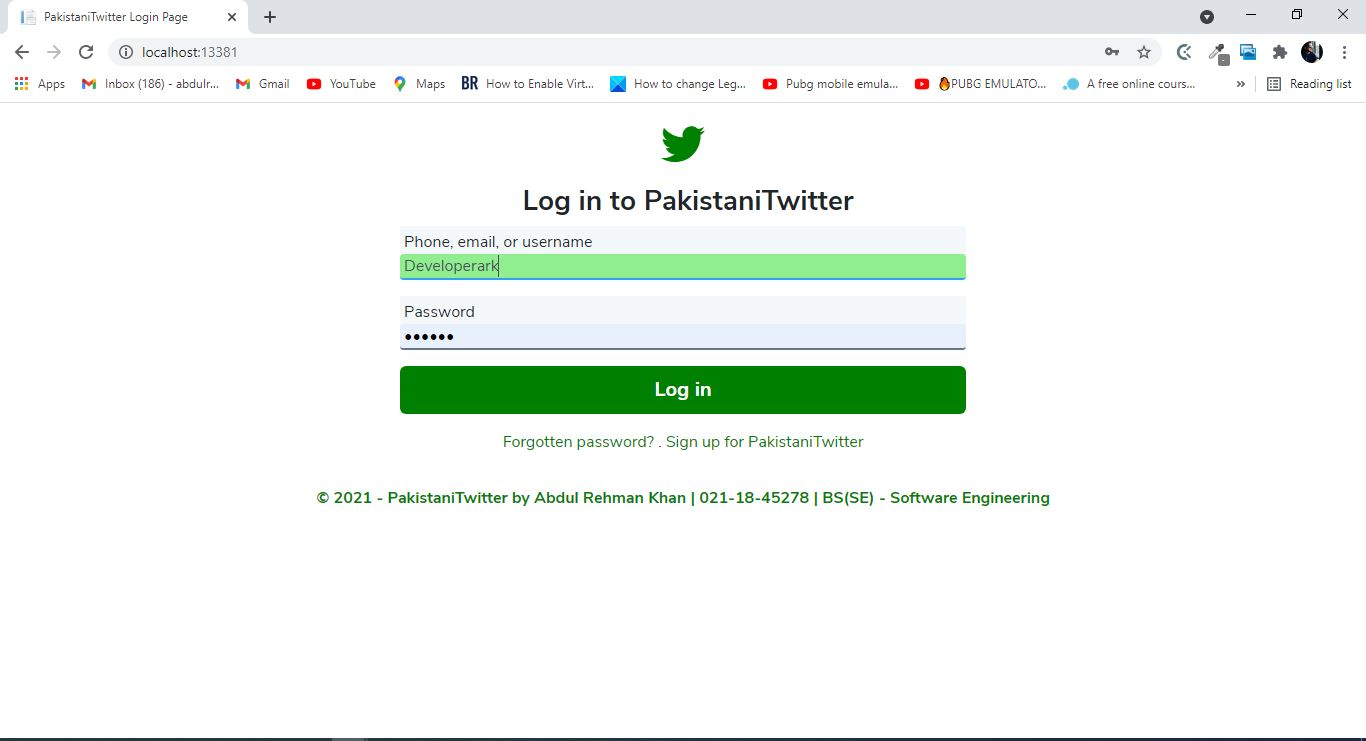 PakistaniTwitter Login Page
localhost:13381
Apps Inbox (186) - abdulr... Gmail YouTube Maps BR How to Enable Virt... How to change Leg... Pubg mobile emula... 🔥PUBG EMULATO... A free online cours... » Reading list
Log in to PakistaniTwitter
Phone, email, or username
Developerark
Password
••••••
Log in
Forgotten password? . Sign up for PakistaniTwitter
© 2021 - PakistaniTwitter by Abdul Rehman Khan | 021-18-45278 | BS(SE) - Software Engineering